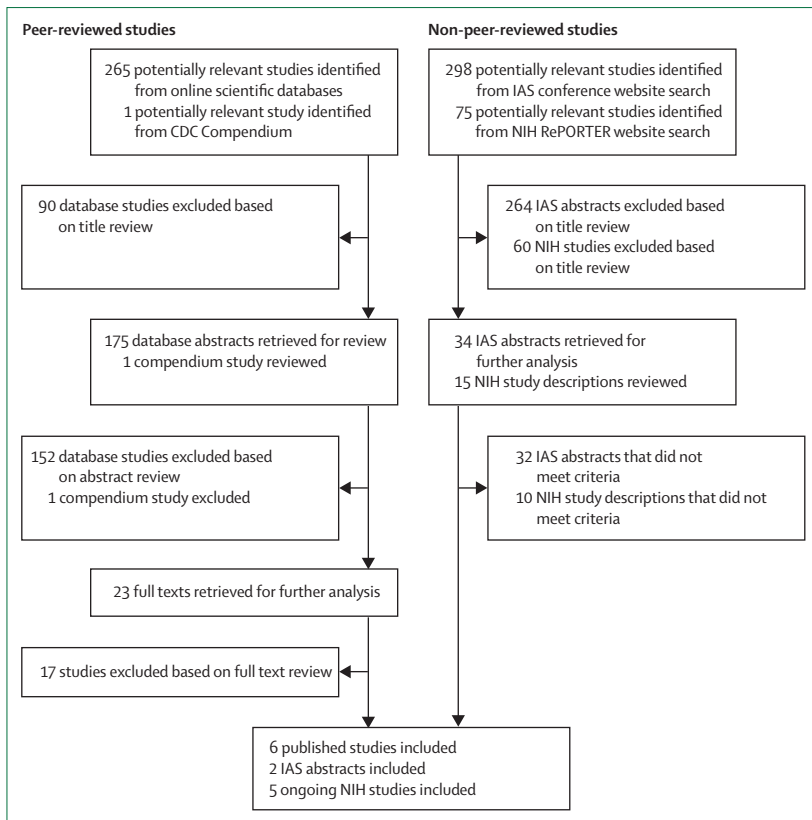 Peer-reviewed studies
265 potentially relevant studies identified
from online scientific databases
1 potentially relevant study identified
from CDC Compendium
90 database studies excluded based
on title review
175 database abstracts retrieved for review
1 compendium study reviewed
152 database studies excluded based
on abstract review
1 compendium study excluded
23 full texts retrieved for further analysis
17 studies excluded based on full text review
Non-peer-reviewed studies
298 potentially relevant studies identified
from IAS conference website search
75 potentially relevant studies identified
from NIH RePORTER website search
264 IAS abstracts excluded based
on title review
60 NIH studies excluded based
on title review
34 IAS abstracts retrieved for
further analysis
15 NIH study descriptions reviewed
32 IAS abstracts that did not
meet criteria
10 NIH study descriptions that did not
meet criteria
6 published studies included
2 IAS abstracts included
5 ongoing NIH studies included